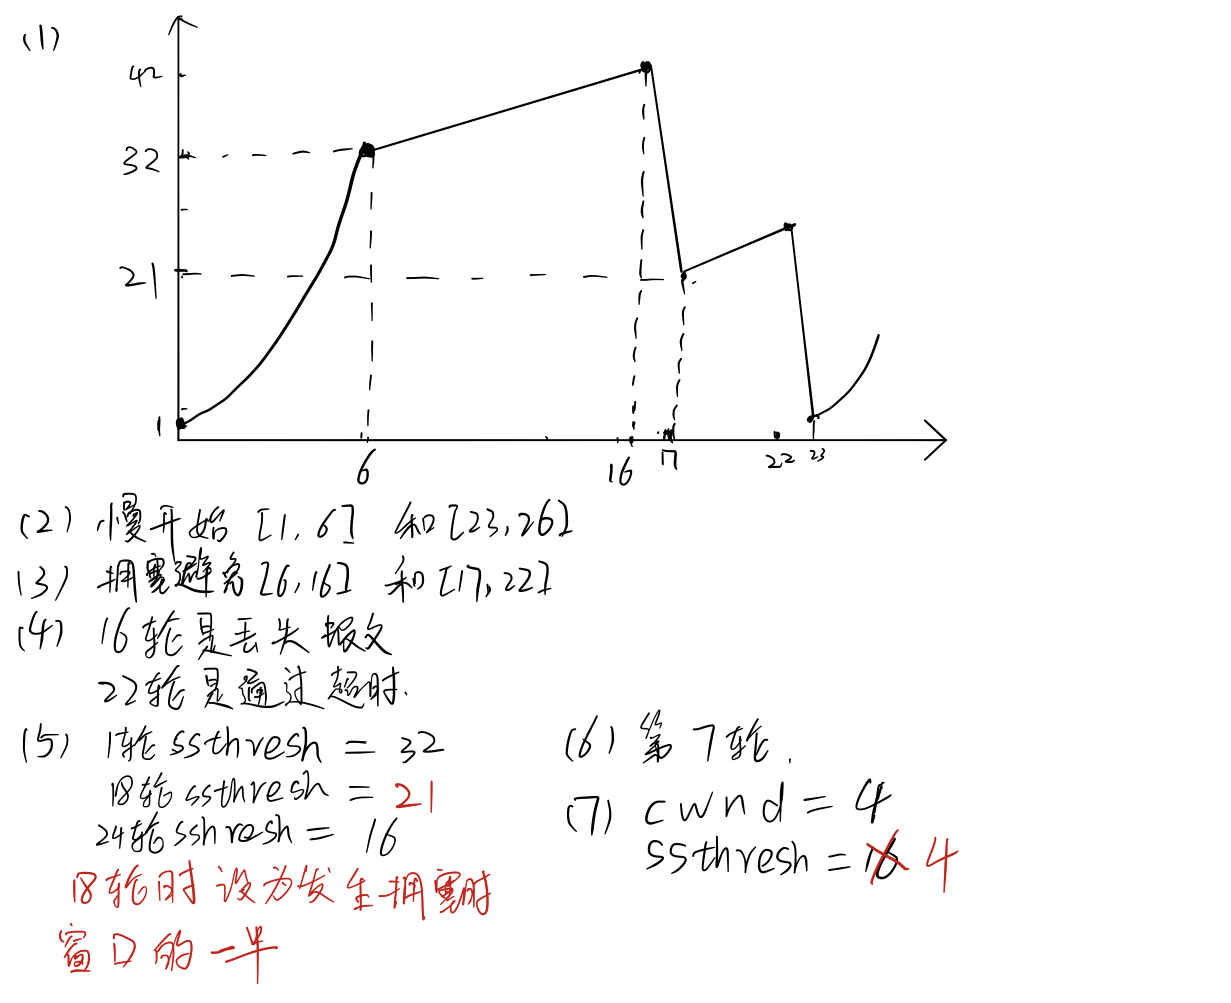 (1)
42
32
21
1
6 16 17 22 23
(2) 慢开始 [1, 6] 和 [23, 26]
(3) 拥塞避免 [6, 16] 和 [17, 22]
(4) 16轮是丢失报文
22轮是通过超时.
(5) 1轮 ssthresh = 32
18轮 ssthresh = 21
24轮 sshresh = 16
18轮时设为发生拥塞时
窗口的一半
(6) 第7轮.
(7) cwnd = 4
ssthresh = 16 4